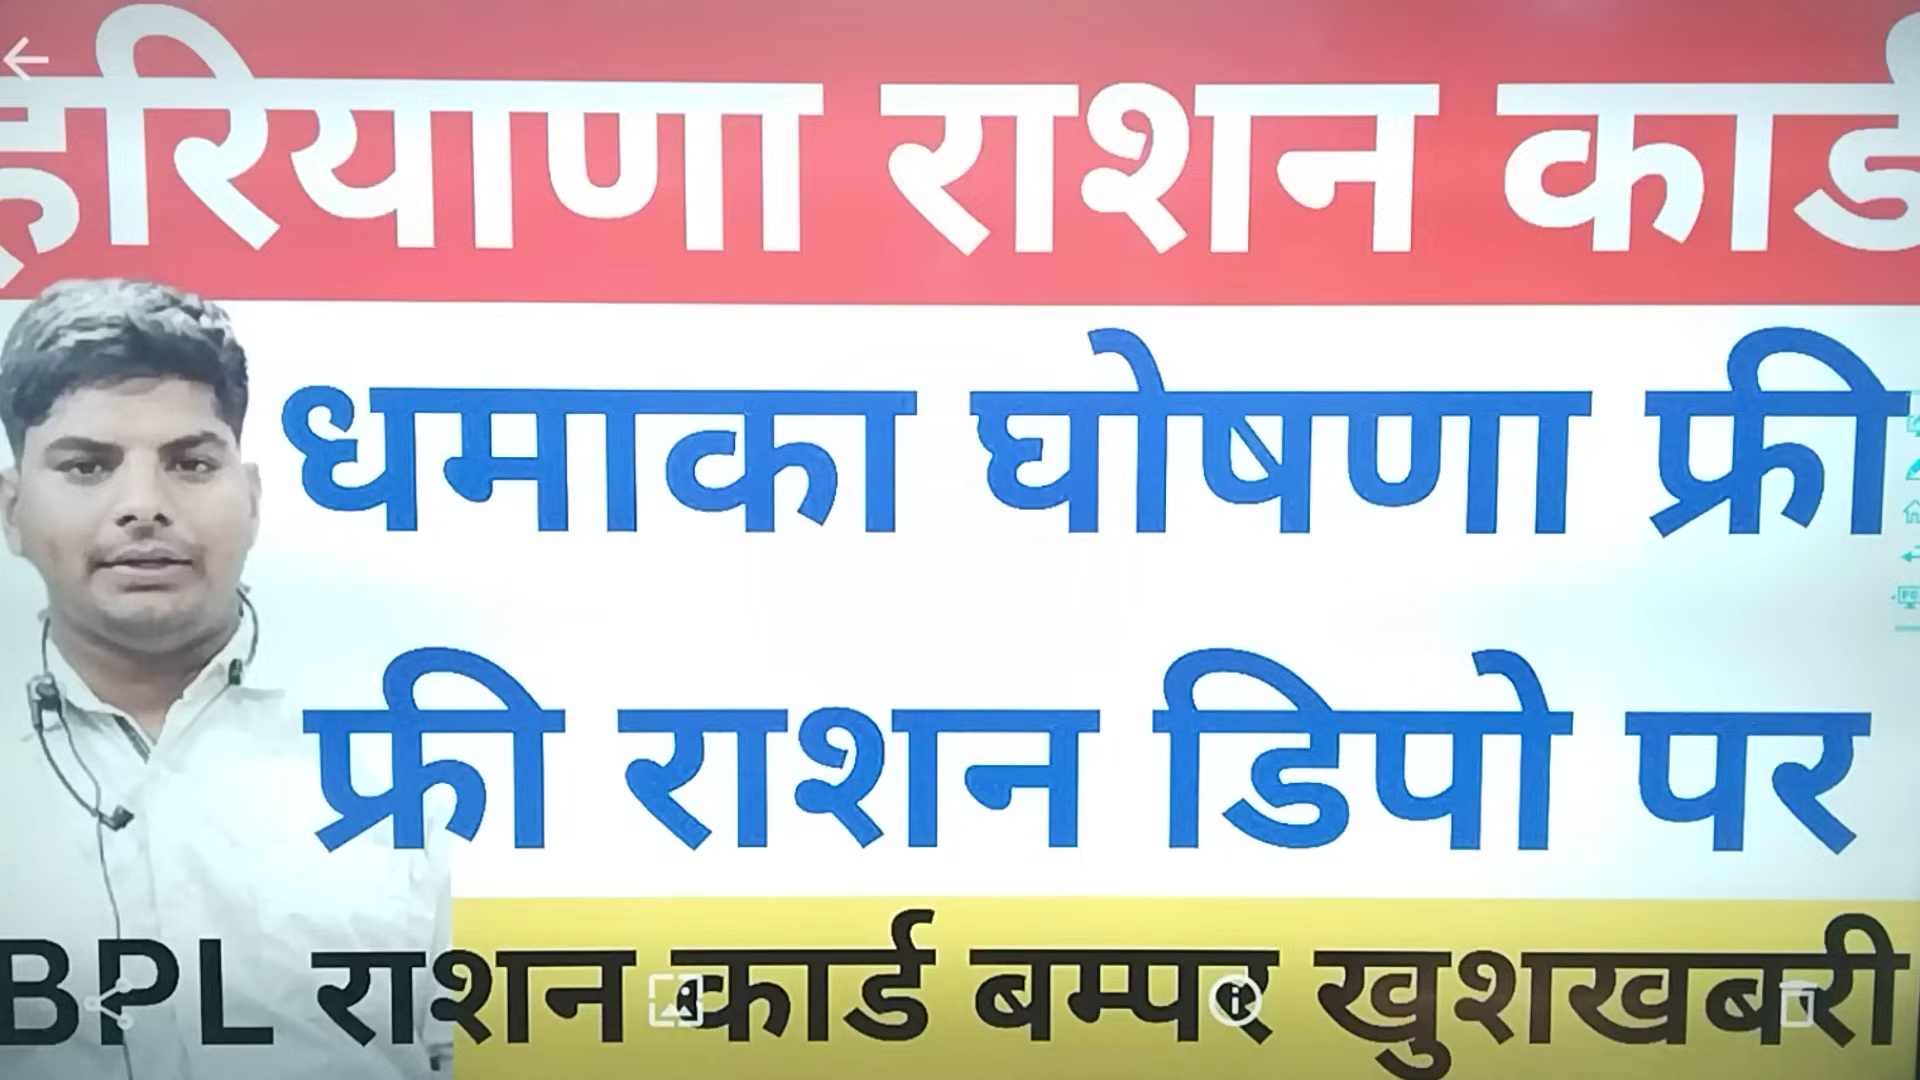 हरियाणा राशन कार्ड
धमाका घोषणा फ्री
फ्री राशन डिपो पर
BPL राशन कार्ड बम्पर खुशखबरी